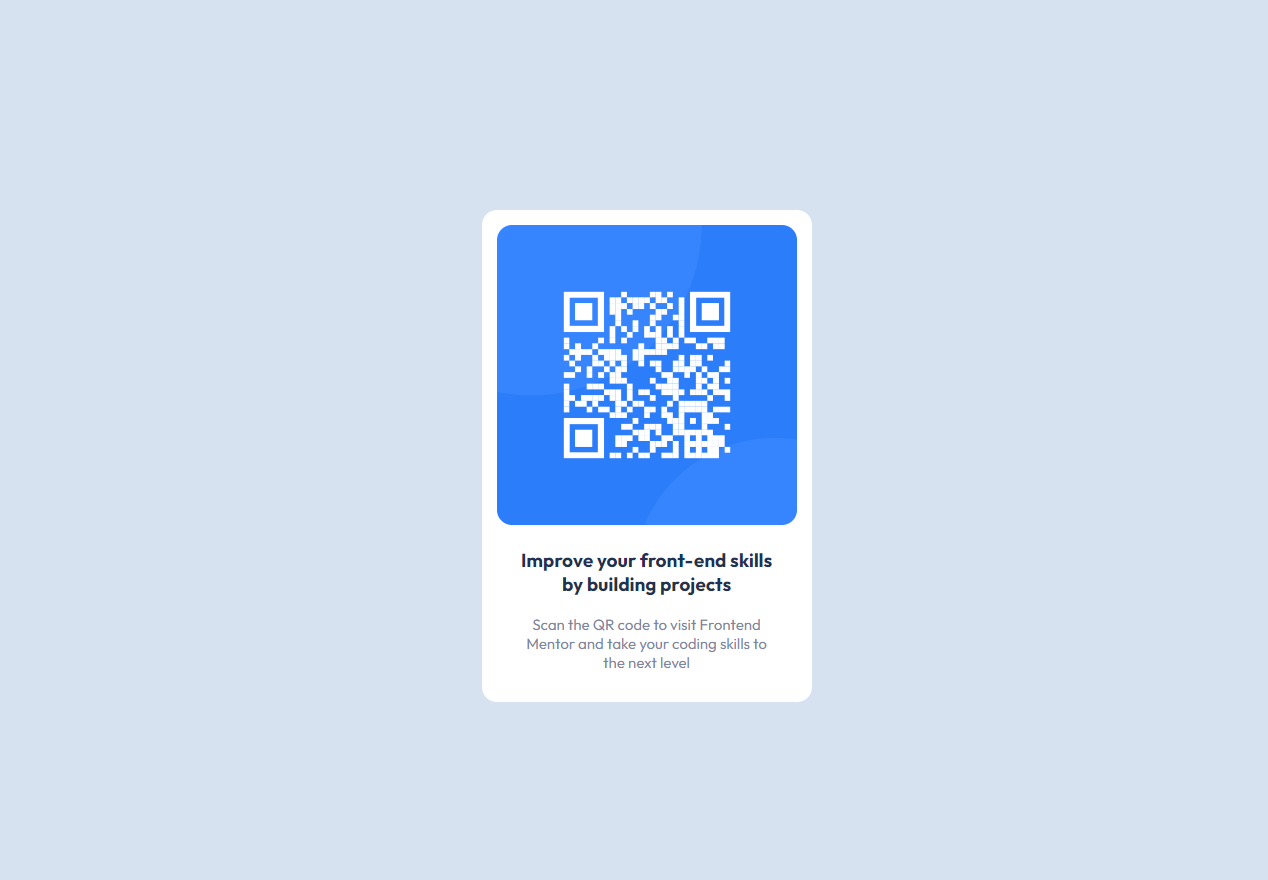 Improve your front-end skills
by building projects
Scan the QR code to visit Frontend
Mentor and take your coding skills to
the next level